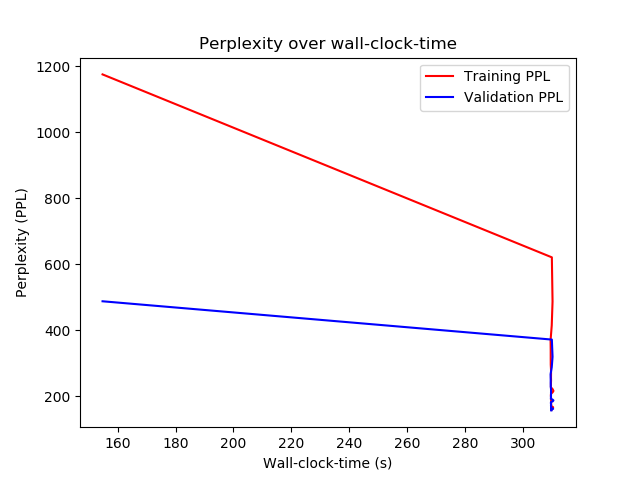 Perplexity over wall-clock-time
Training PPL
Validation PPL
Perplexity (PPL)
1200
1000
800
600
400
200
160 180 200 220 240 260 280 300
Wall-clock-time (s)